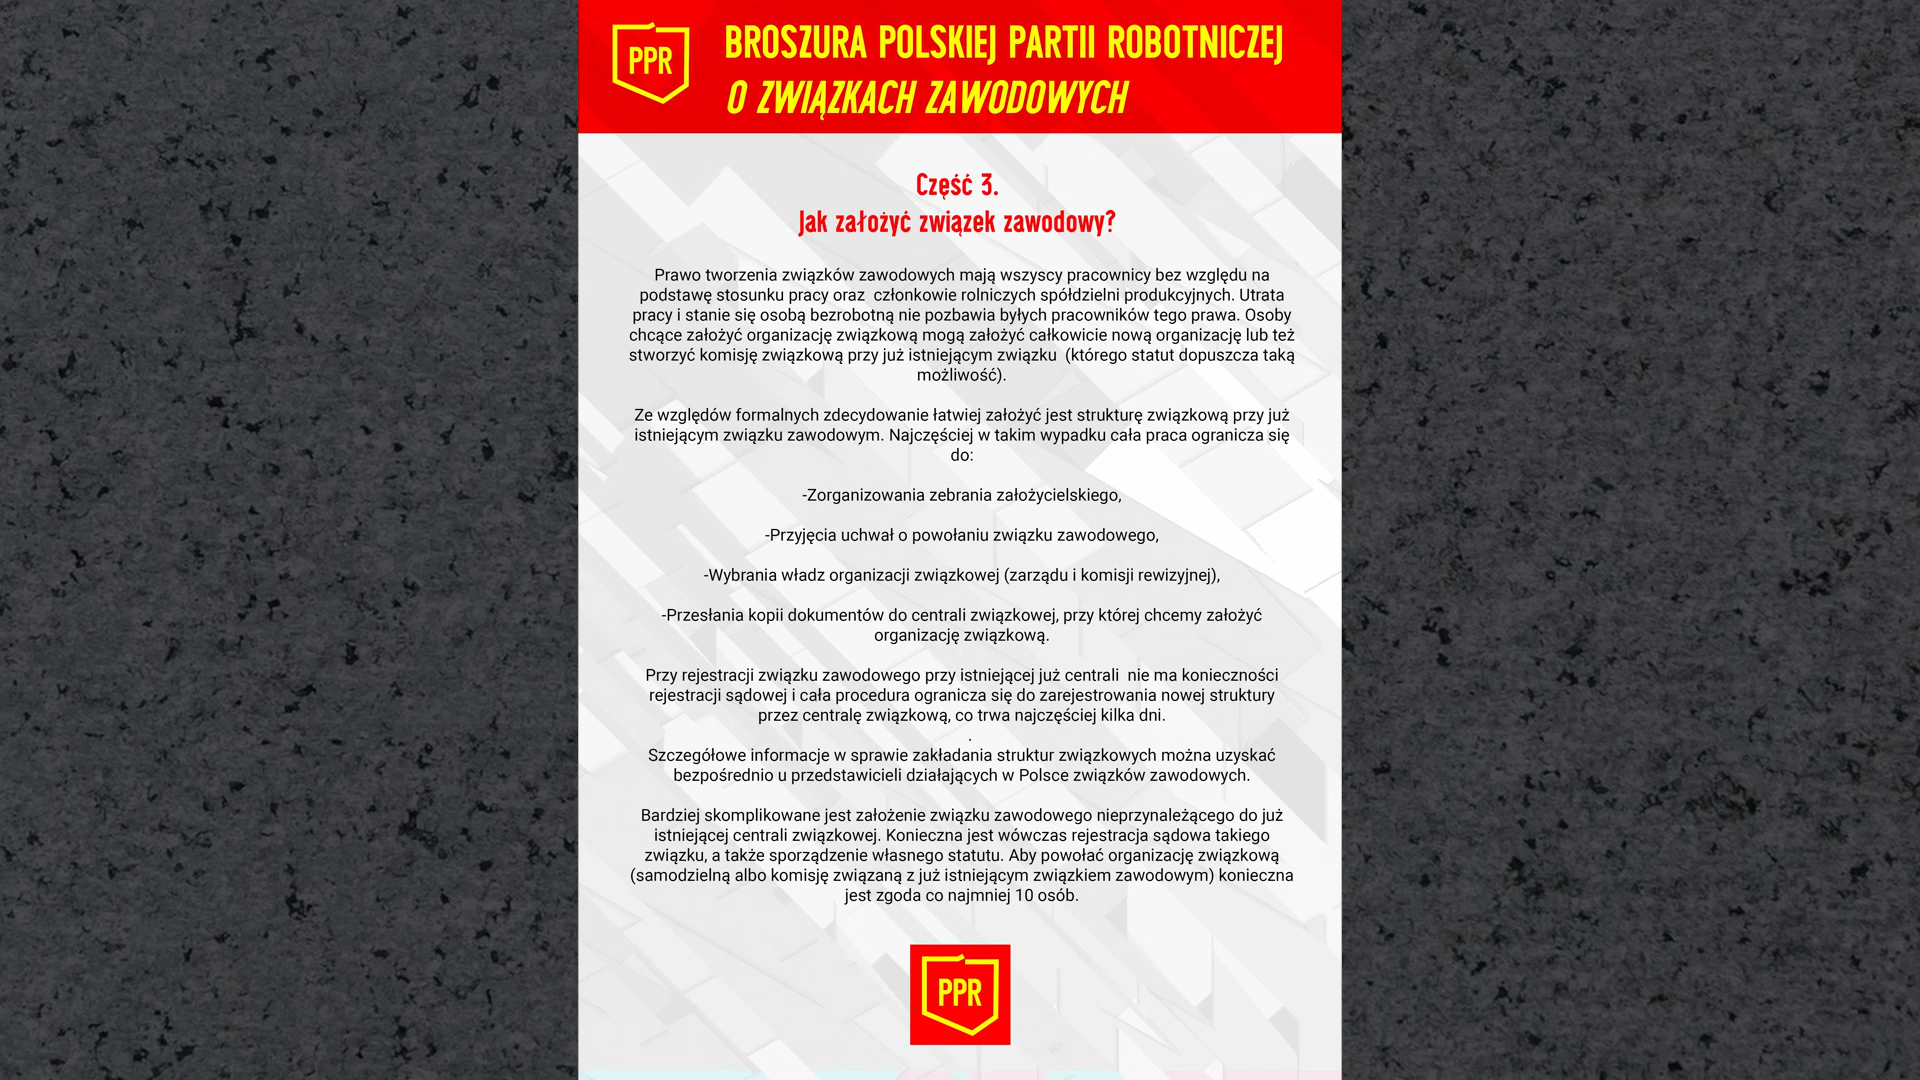 PPR
BROSZURA POLSKIEJ PARTII ROBOTNICZEJ
O ZWIĄZKACH ZAWODOWYCH
Część 3.
Jak założyć związek zawodowy?
Prawo tworzenia związków zawodowych mają wszyscy pracownicy bez względu na
podstawę stosunku pracy oraz  członkowie rolniczych spółdzielni produkcyjnych. Utrata
pracy i stanie się osobą bezrobotną nie pozbawia byłych pracowników tego prawa. Osoby
chcące założyć organizację związkową mogą założyć całkowicie nową organizację lub też
stworzyć komisję związkową przy już istniejącym związku  (którego statut dopuszcza taką
możliwość).
Ze względów formalnych zdecydowanie łatwiej założyć jest strukturę związkową przy już
istniejącym związku zawodowym. Najczęściej w takim wypadku cała praca ogranicza się
do:
-Zorganizowania zebrania założycielskiego,
-Przyjęcia uchwał o powołaniu związku zawodowego,
-Wybrania władz organizacji związkowej (zarządu i komisji rewizyjnej),
-Przesłania kopii dokumentów do centrali związkowej, przy której chcemy założyć
organizację związkową.
Przy rejestracji związku zawodowego przy istniejącej już centrali  nie ma konieczności
rejestracji sądowej i cała procedura ogranicza się do zarejestrowania nowej struktury
przez centralę związkową, co trwa najczęściej kilka dni.
.
Szczegółowe informacje w sprawie zakładania struktur związkowych można uzyskać
bezpośrednio u przedstawicieli działających w Polsce związków zawodowych.
Bardziej skomplikowane jest założenie związku zawodowego nieprzynależącego do już
istniejącej centrali związkowej. Konieczna jest wówczas rejestracja sądowa takiego
związku, a także sporządzenie własnego statutu. Aby powołać organizację związkową
(samodzielną albo komisję związaną z już istniejącym związkiem zawodowym) konieczna
jest zgoda co najmniej 10 osób.
PPR